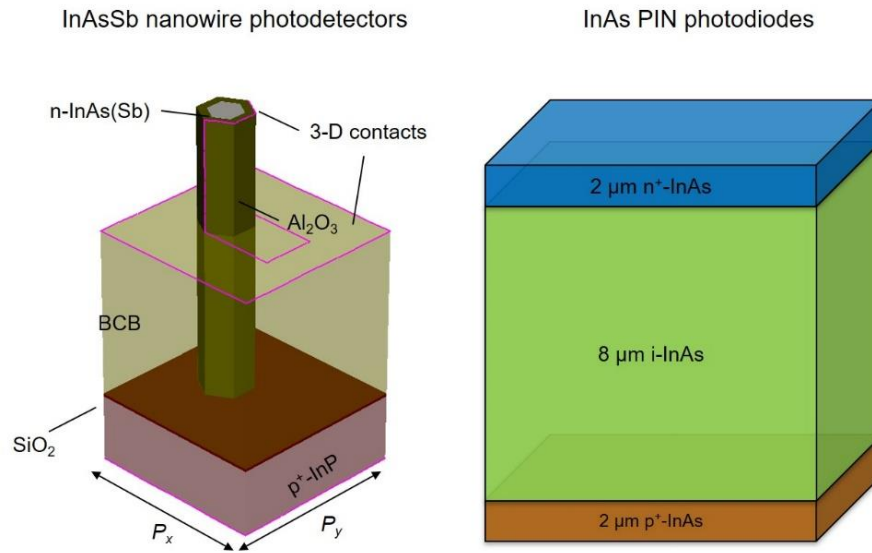 InAsSb nanowire photodetectors
InAs PIN photodiodes
n-InAs(Sb)
3-D contacts
Al₂O₃
BCB
SiO₂
p⁺-InP
Pₓ
Pᵧ
2 µm n⁺-InAs
8 µm i-InAs
2 µm p⁺-InAs